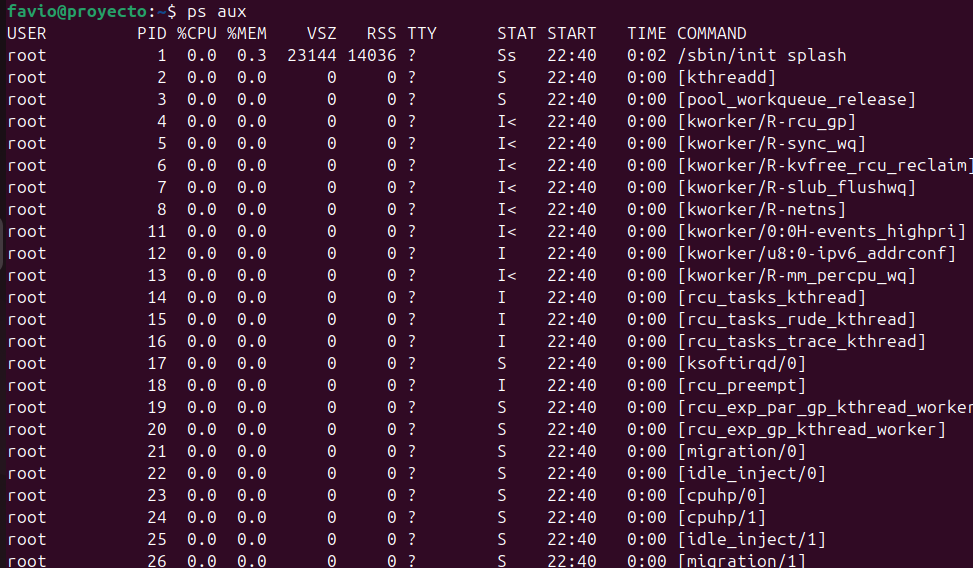 favio@proyecto:~$ ps aux
USER PID %CPU %MEM VSZ RSS TTY STAT START TIME COMMAND
root 1 0.0 0.3 23144 14036 ? Ss 22:40 0:02 /sbin/init splash
root 2 0.0 0.0 0 0 ? S 22:40 0:00 [kthreadd]
root 3 0.0 0.0 0 0 ? S 22:40 0:00 [pool_workqueue_release]
root 4 0.0 0.0 0 0 ? I< 22:40 0:00 [kworker/R-rcu_gp]
root 5 0.0 0.0 0 0 ? I< 22:40 0:00 [kworker/R-sync_wq]
root 6 0.0 0.0 0 0 ? I< 22:40 0:00 [kworker/R-kvfree_rcu_reclaim]
root 7 0.0 0.0 0 0 ? I< 22:40 0:00 [kworker/R-slub_flushwq]
root 8 0.0 0.0 0 0 ? I< 22:40 0:00 [kworker/R-netns]
root 11 0.0 0.0 0 0 ? I< 22:40 0:00 [kworker/0:0H-events_highpri]
root 12 0.0 0.0 0 0 ? I 22:40 0:00 [kworker/u8:0-ipv6_addrconf]
root 13 0.0 0.0 0 0 ? I< 22:40 0:00 [kworker/R-mm_percpu_wq]
root 14 0.0 0.0 0 0 ? I 22:40 0:00 [rcu_tasks_kthread]
root 15 0.0 0.0 0 0 ? I 22:40 0:00 [rcu_tasks_rude_kthread]
root 16 0.0 0.0 0 0 ? I 22:40 0:00 [rcu_tasks_trace_kthread]
root 17 0.0 0.0 0 0 ? S 22:40 0:00 [ksoftirqd/0]
root 18 0.0 0.0 0 0 ? I 22:40 0:00 [rcu_preempt]
root 19 0.0 0.0 0 0 ? S 22:40 0:00 [rcu_exp_par_gp_kthread_worker
root 20 0.0 0.0 0 0 ? S 22:40 0:00 [rcu_exp_gp_kthread_worker]
root 21 0.0 0.0 0 0 ? S 22:40 0:00 [migration/0]
root 22 0.0 0.0 0 0 ? S 22:40 0:00 [idle_inject/0]
root 23 0.0 0.0 0 0 ? S 22:40 0:00 [cpuhp/0]
root 24 0.0 0.0 0 0 ? S 22:40 0:00 [cpuhp/1]
root 25 0.0 0.0 0 0 ? S 22:40 0:00 [idle_inject/1]
root 26 0.0 0.0 0 0 ? S 22:40 0:00 [migration/1]